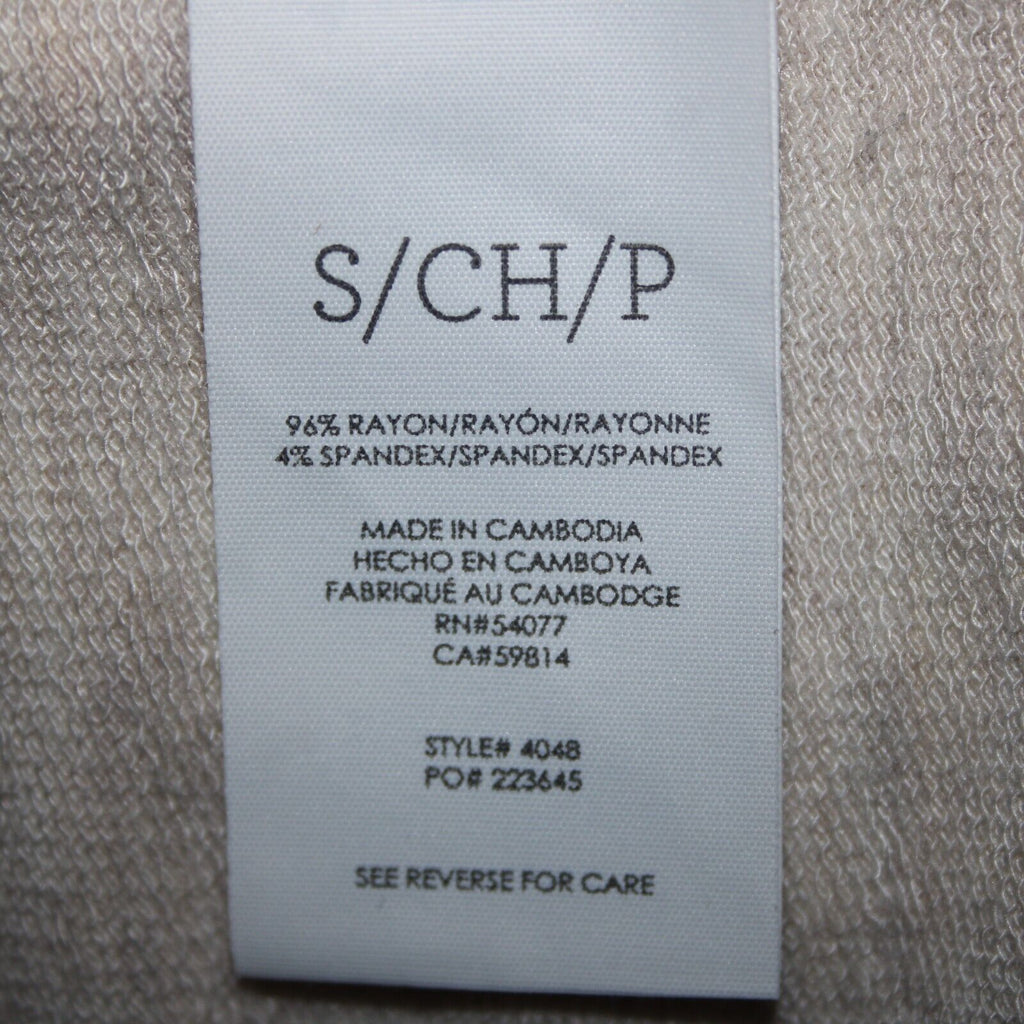 S/CH/P
96% RAYON/RAYÓN/RAYONNE
4% SPANDEX/SPANDEX/SPANDEX
MADE IN CAMBODIA
HECHO EN CAMBOYA
FABRIQUÉ AU CAMBODGE
RN#54077
CA#59814
STYLE# 4048
PO# 223645
SEE REVERSE FOR CARE